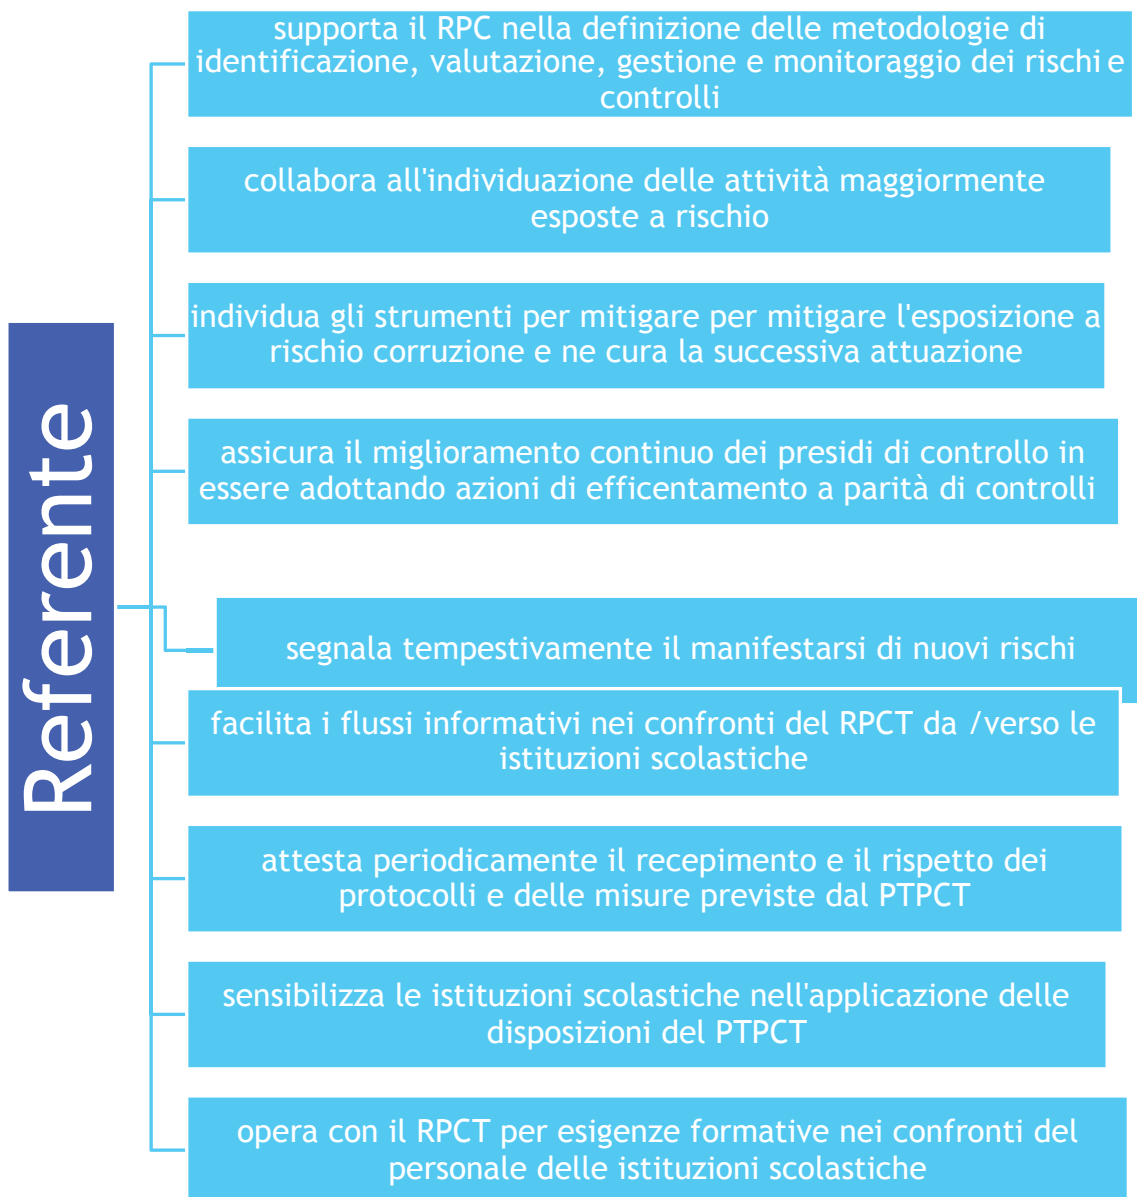 Referente
supporta il RPC nella definizione delle metodologie di
identificazione, valutazione, gestione e monitoraggio dei rischi e
controlli
collabora all'individuazione delle attività maggiormente
esposte a rischio
individua gli strumenti per mitigare per mitigare l'esposizione a
rischio corruzione e ne cura la successiva attuazione
assicura il miglioramento continuo dei presidi di controllo in
essere adottando azioni di efficentamento a parità di controlli
segnala tempestivamente il manifestarsi di nuovi rischi
facilita i flussi informativi nei confronti del RPCT da /verso le
istituzioni scolastiche
attesta periodicamente il recepimento e il rispetto dei
protocolli e delle misure previste dal PTPCT
sensibilizza le istituzioni scolastiche nell'applicazione delle
disposizioni del PTPCT
opera con il RPCT per esigenze formative nei confronti del
personale delle istituzioni scolastiche